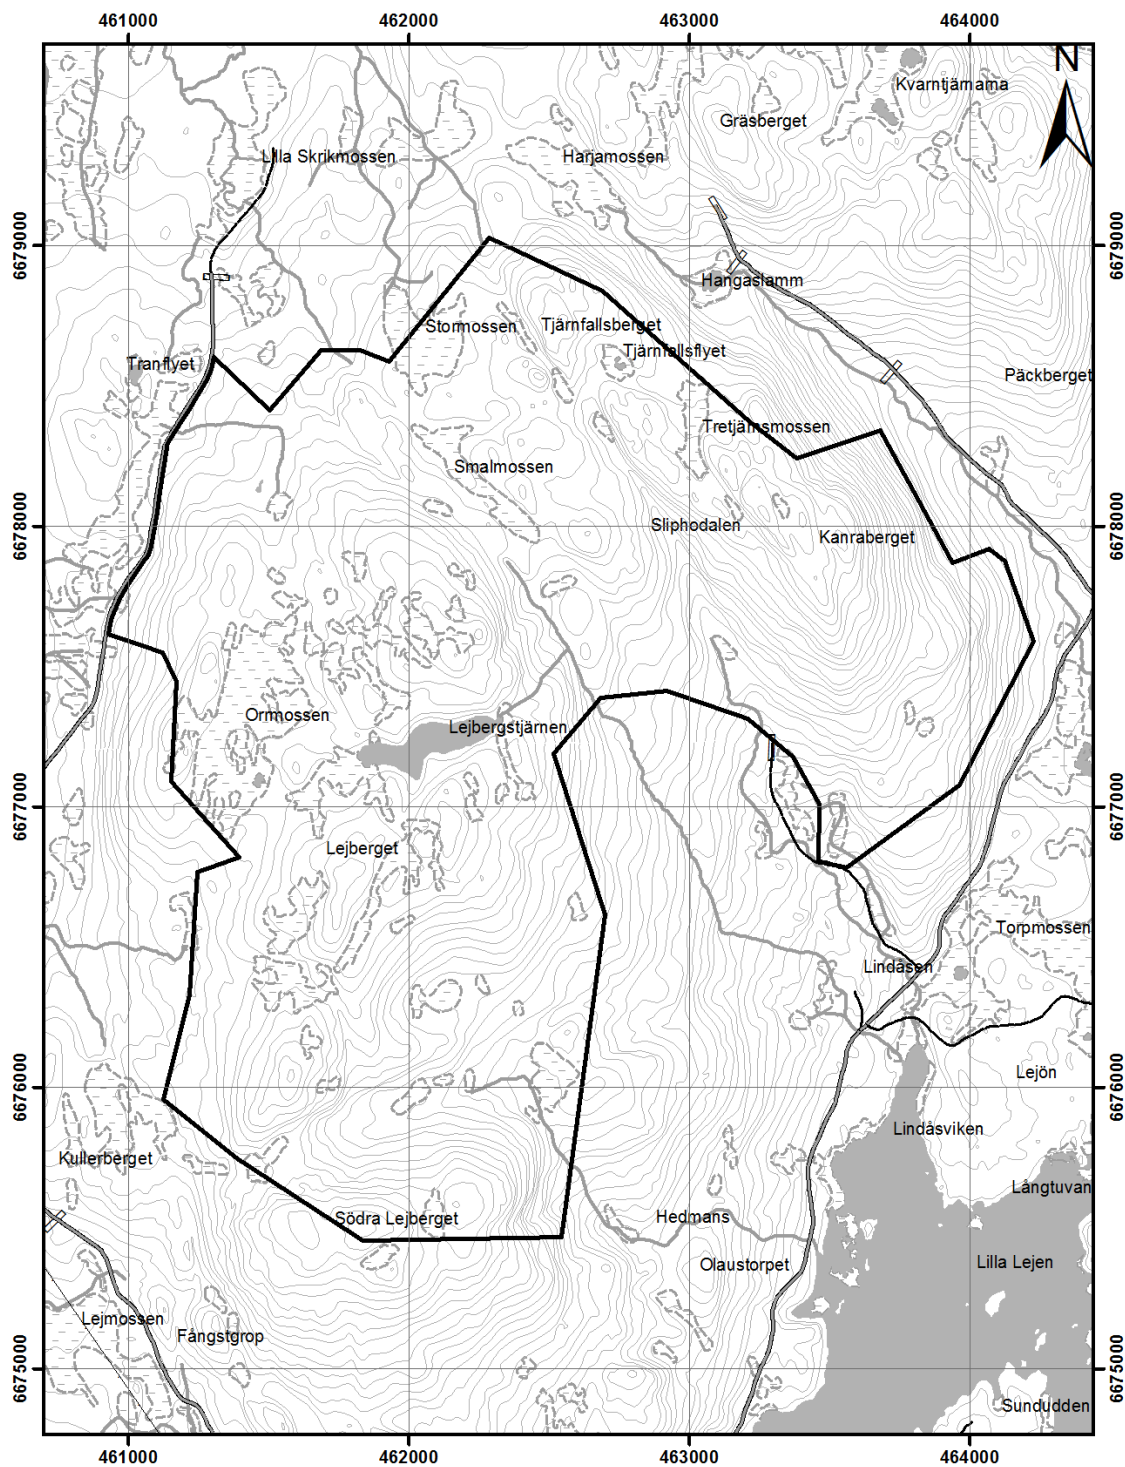 461000 462000 463000 464000
N
Kvarntjärnarna
Gräsberget
Lilla Skrikmossen
Harjamossen
6679000 6679000
Hangaslamm
Stormossen
Tjärnfallsberget
Tjärnfallsflyet
Tranflyet
Päckberget
Tretjärnsmossen
Smalmossen
6678000 6678000
Sliphodalen
Kanraberget
Ormossen
Lejbergstjärnen
6677000 6677000
Lejberget
Torpmossen
Lindåsen
6676000 6676000
Lejön
Lindåsviken
Kullerberget
Långtuvan
Södra Lejberget
Hedmans
Olaustorpet
Lilla Lejen
Lejmossen
Fångstgrop
6675000 6675000
Sundudden
461000 462000 463000 464000